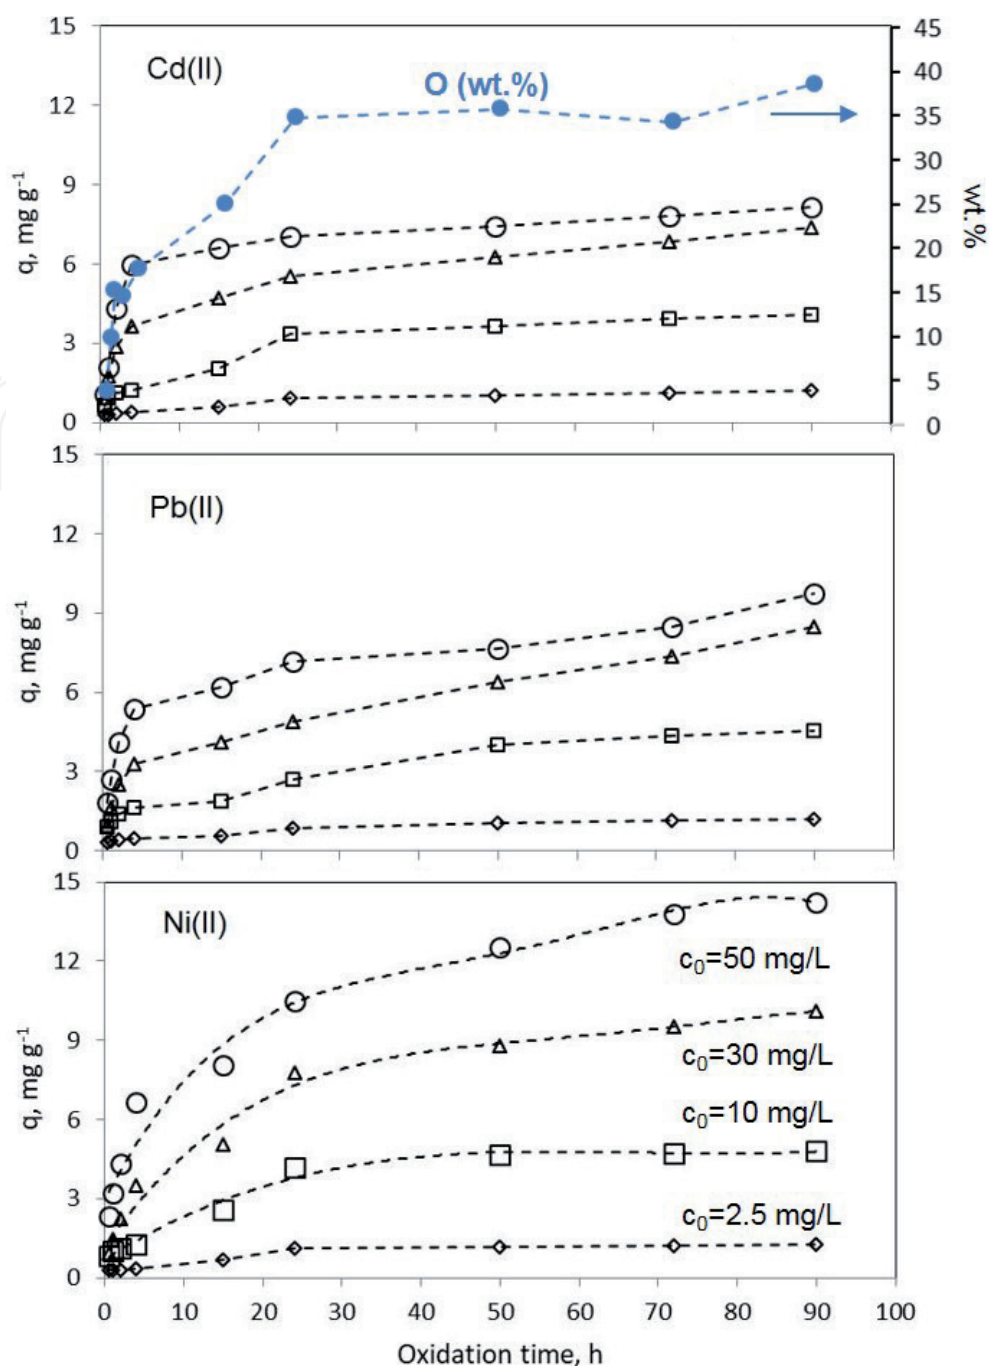 Cd(II)
O (wt.%)
q, mg g⁻¹
15
12
9
6
3
0
45
40
35
30
25
20
15
10
5
0
wt.%
Pb(II)
q, mg g⁻¹
15
12
9
6
3
0
Ni(II)
q, mg g⁻¹
15
12
9
6
3
0
c₀=50 mg/L
c₀=30 mg/L
c₀=10 mg/L
c₀=2.5 mg/L
0 10 20 30 40 50 60 70 80 90 100
Oxidation time, h